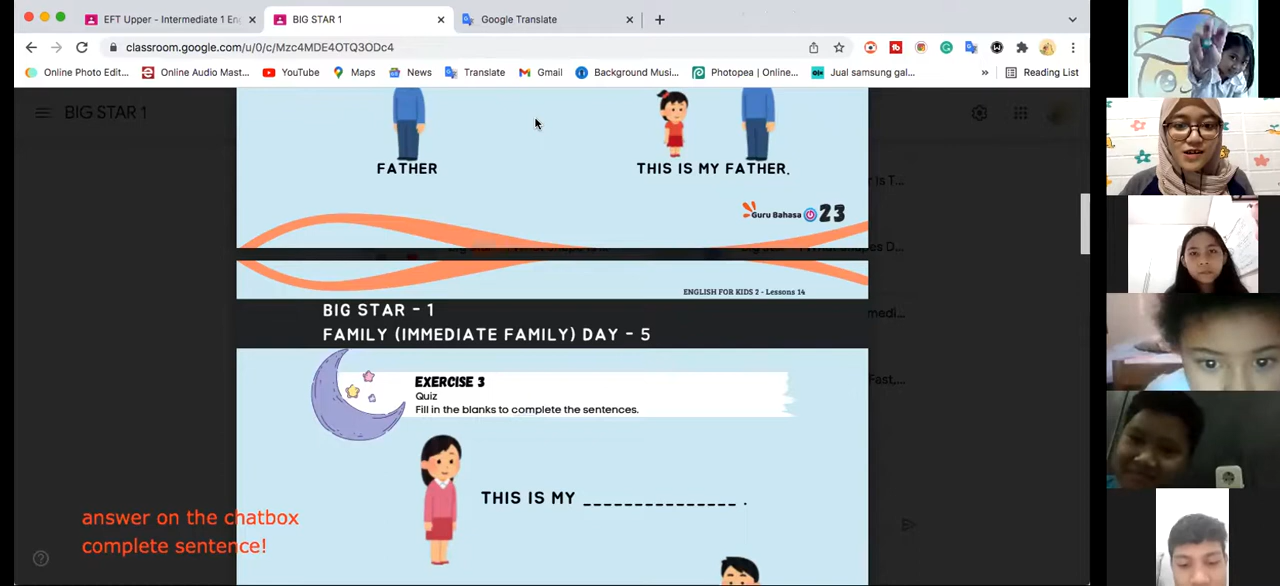 EFT Upper - Intermediate 1 En
BIG STAR 1
Google Translate
classroom.google.com/u/0/c/Mzc4MDE4OTQ3ODc4
Online Photo Edit...
Online Audio Mast...
YouTube
Maps
News
Translate
Gmail
Background Musi...
Photopea | Online...
Jual samsung gal...
Reading List
BIG STAR 1
FATHER
THIS IS MY FATHER.
Guru Bahasa 23
ENGLISH FOR KIDS 2 - Lessons 14
BIG STAR - 1
FAMILY (IMMEDIATE FAMILY) DAY - 5
EXERCISE 3
Quiz
Fill in the blanks to complete the sentences.
THIS IS MY _______________ .
answer on the chatbox
complete sentence!